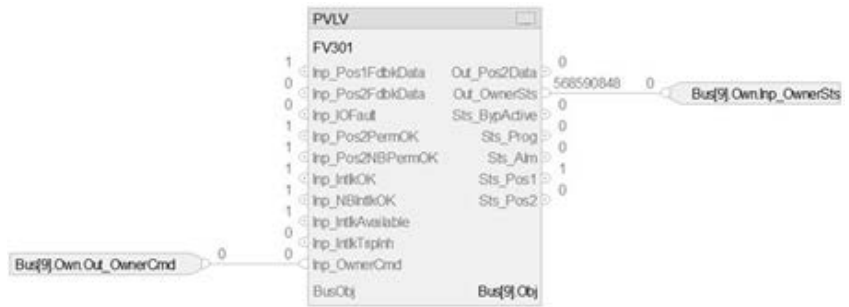 PVLV
FV301
1 Inp_Pos1FdbkData Out_Pos2Data 0
0 Inp_Pos2FdbkData Out_OwnerSts 568590848 0 Bus[9].Own.Inp_OwnerSts
0 Inp_IOFault Sts_BypActive 0
1 Inp_Pos2PermOK Sts_Prog 0
1 Inp_Pos2NBPermOK Sts_Alm 0
1 Inp_IntlkOK Sts_Pos1 1
1 Inp_NBIntlkOK Sts_Pos2 0
1 Inp_IntlkAvailable
0 Inp_IntlkTripInh
Bus[9].Own.Out_OwnerCmd 0 0 Inp_OwnerCmd
BusObj Bus[9].Obj